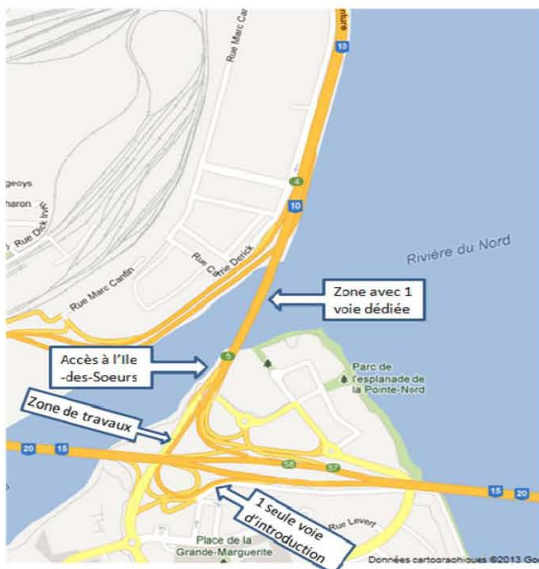 Rue Marc Can
nture
10
4
10
geoys
haron
Rue Dick Irvi
Rue C
rrie Derick
Rivière du Nord
Rue Marc Cantin
Zone avec 1
voie dédiée
Accès à l'Ile
-des-Soeurs
5
Parc de
l'esplanade de
la Pointe-Nord
Zone de travaux
20
15
58
57
15
20
1 seule voie
d'introduction
Rue Levert
Place de la
Grande-Marguerite
Données cartographiques ©2013 Goo